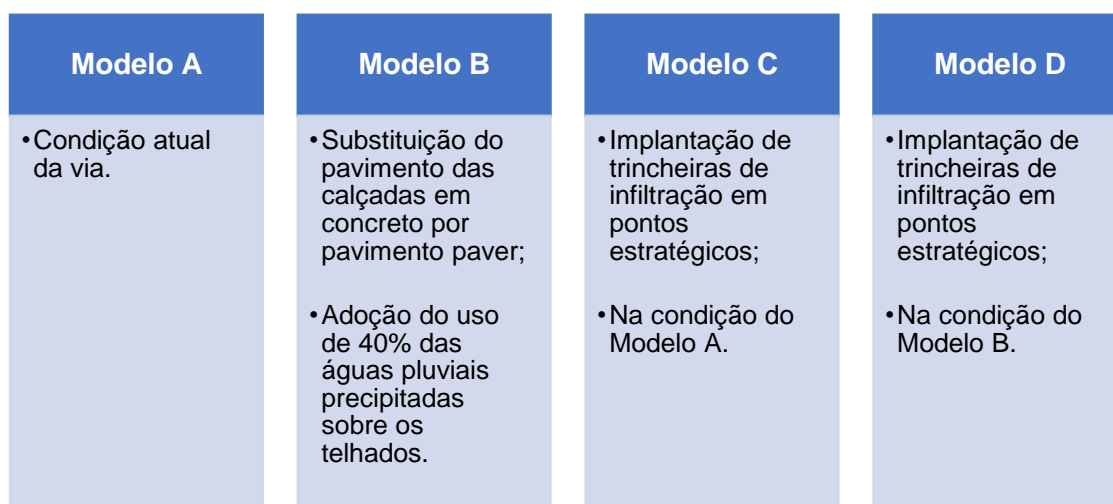 Modelo A
•Condição atual
da via.
Modelo B
•Substituição do
pavimento das
calçadas em
concreto por
pavimento paver;
•Adoção do uso
de 40% das
águas pluviais
precipitadas
sobre os
telhados.
Modelo C
•Implantação de
trincheiras de
infiltração em
pontos
estratégicos;
•Na condição do
Modelo A.
Modelo D
•Implantação de
trincheiras de
infiltração em
pontos
estratégicos;
•Na condição do
Modelo B.